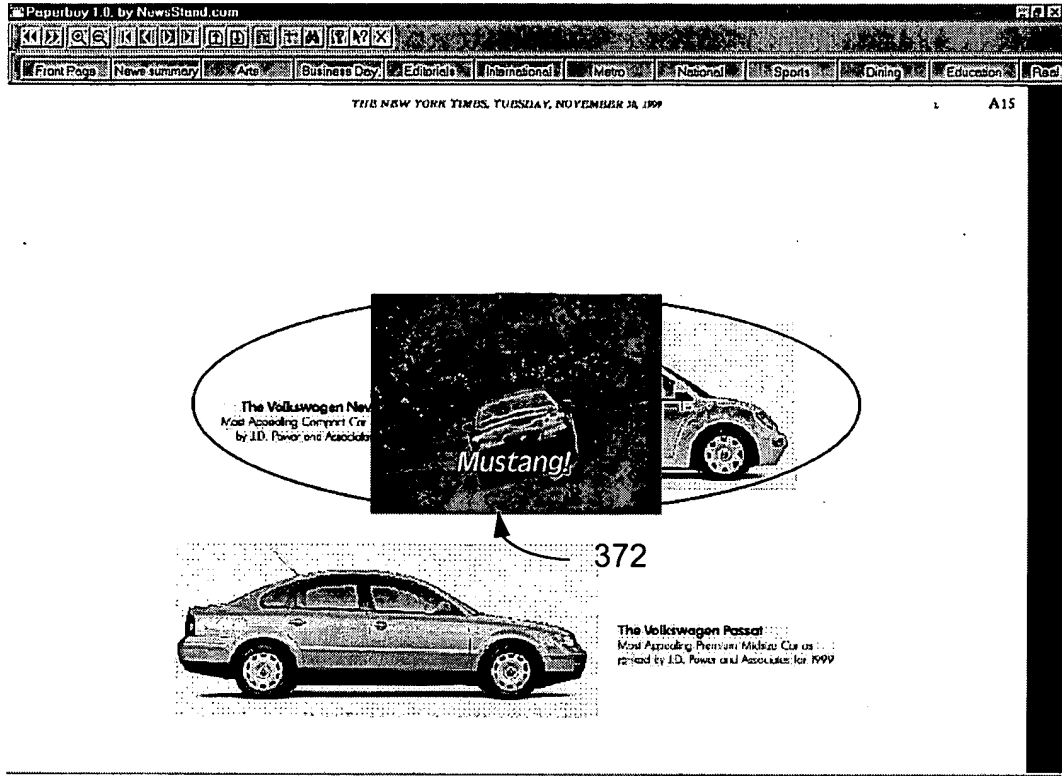 Paperboy 1.0. by NewsStand.com
Front Page News summary Arts Business Day Editorials International Metro National Sports Dining Education
THE NEW YORK TIMES, TUESDAY, NOVEMBER 30, 1999
L A15
The Volkswagen New
Most Appealing Compact Car
by J.D. Power and Associates
Mustang!
372
The Volkswagen Passat
Most Appealing Premium Midsize Car as
ranked by J.D. Power and Associates for 1999